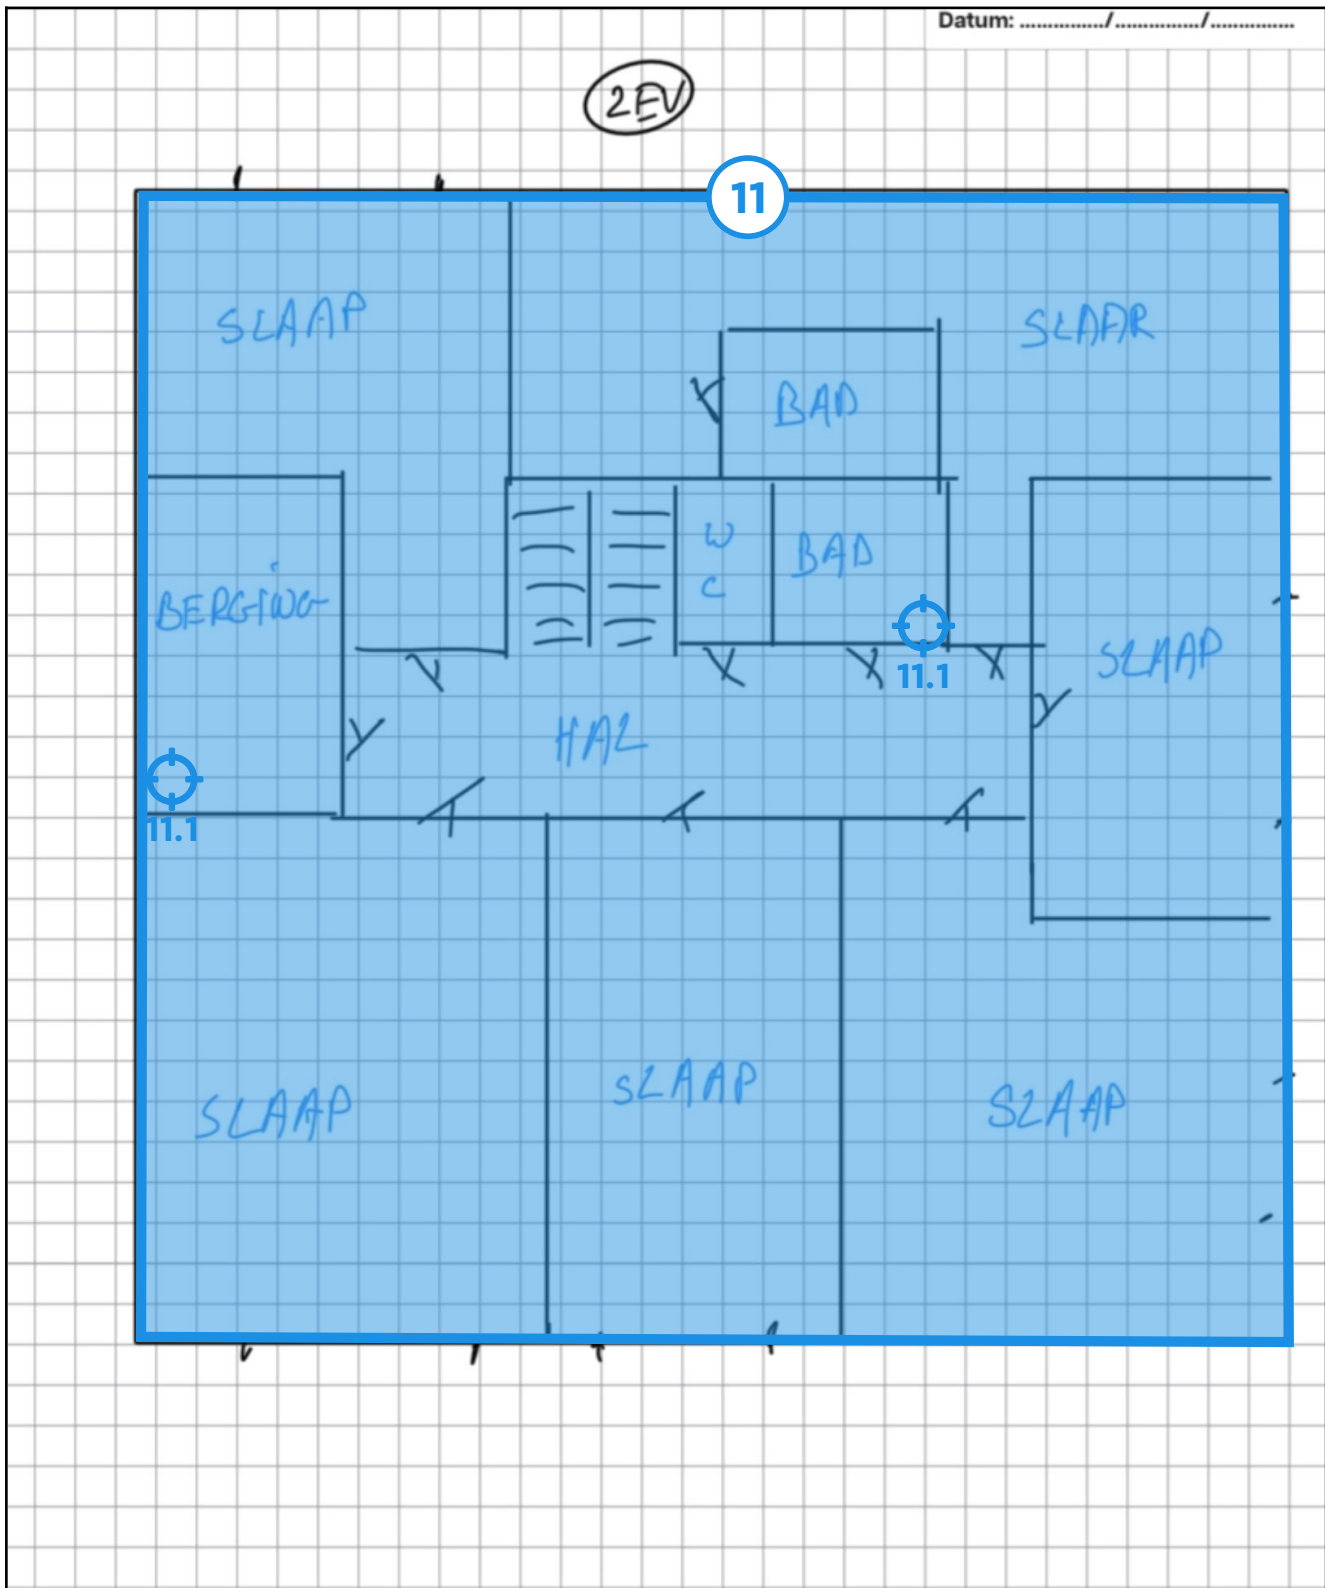 Datum: ............../............../..............
2EV
11
SLAAP
SLAAP
BAD
W
C
BAD
BERGING
SLAAP
11.1
HAL
11.1
SLAAP
SLAAP
SLAAP